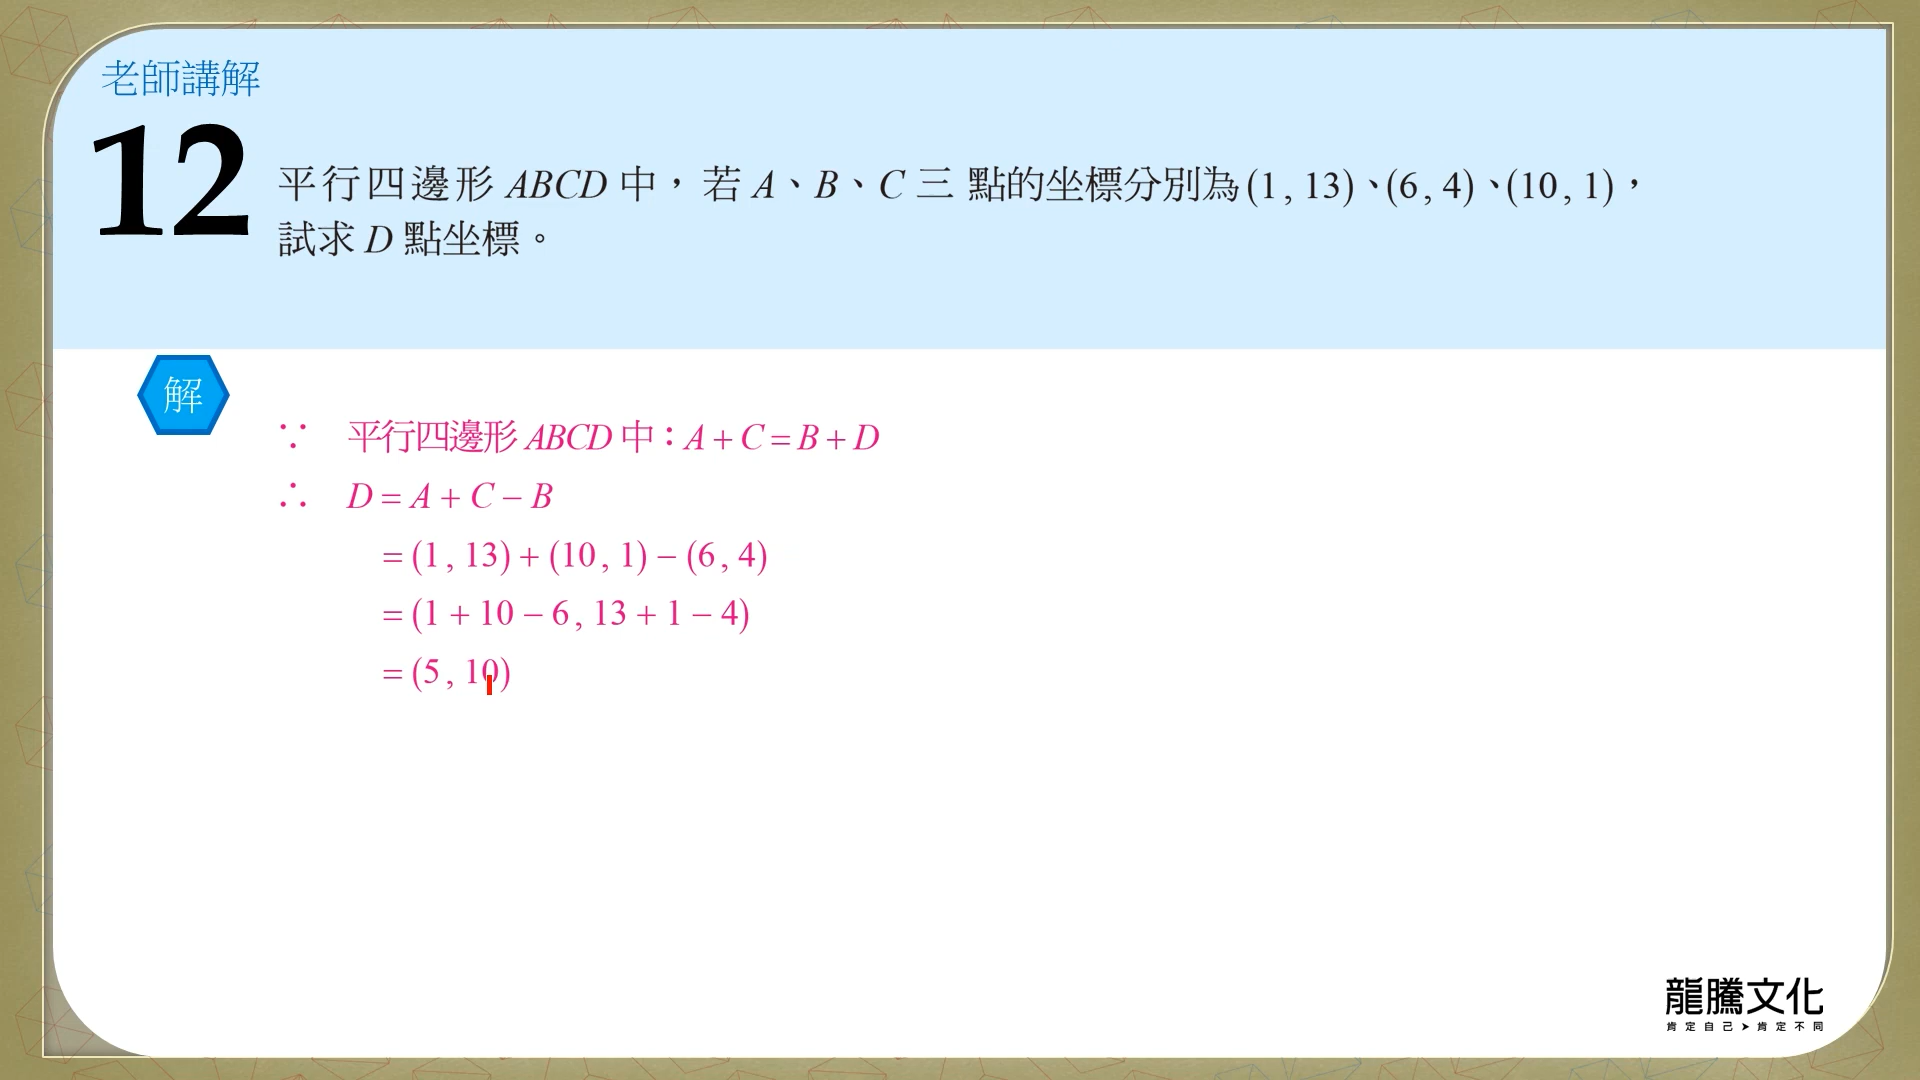 老師講解
12
平行四邊形 ABCD 中，若 A、B、C 三 點的坐標分別為(1 , 13)、(6 , 4)、(10 , 1)，
試求 D 點坐標。
解
∵ 平行四邊形 ABCD 中：A + C = B + D
∴ D = A + C − B
= (1 , 13) + (10 , 1) − (6 , 4)
= (1 + 10 − 6 , 13 + 1 − 4)
= (5 , 10)
龍騰文化
肯定自己➤肯定不同